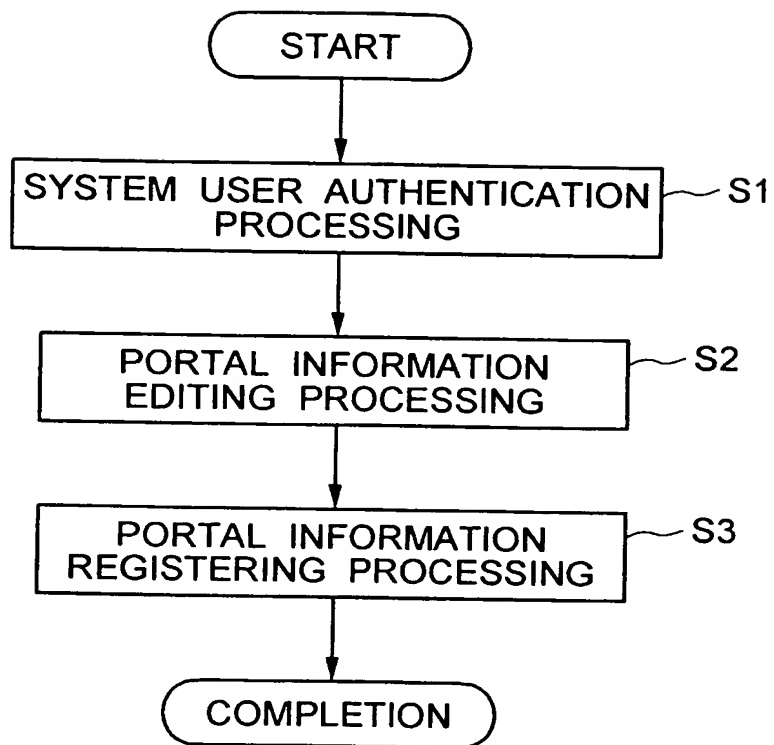 START
SYSTEM USER AUTHENTICATION
PROCESSING
S1
PORTAL INFORMATION
EDITING PROCESSING
S2
PORTAL INFORMATION
REGISTERING PROCESSING
S3
COMPLETION